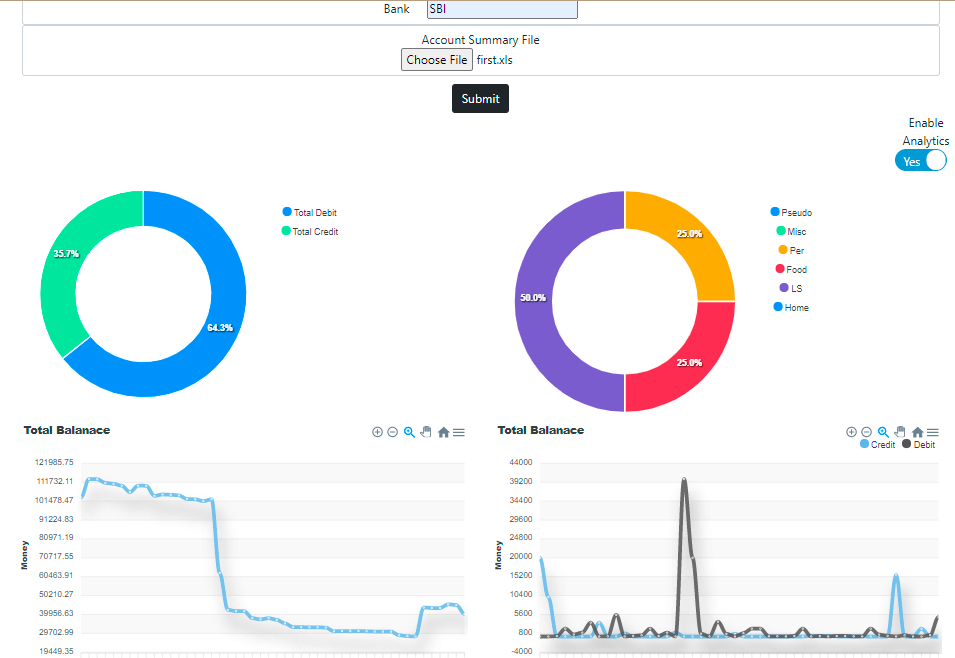 Bank SBI
Account Summary File
Choose File first.xls
Submit
Enable
Analytics
Yes
Total Debit
Total Credit
35.7%
64.3%
Pseudo
Misc
Per
Food
LS
Home
25.0%
50.0%
25.0%
Total Balanace
121985.75
111732.11
101478.47
91224.83
80971.19
70717.55
60463.91
50210.27
39956.63
29702.99
19449.35
Money
Total Balanace
Credit Debit
44000
39200
34400
29600
24800
20000
15200
10400
5600
800
-4000
Money